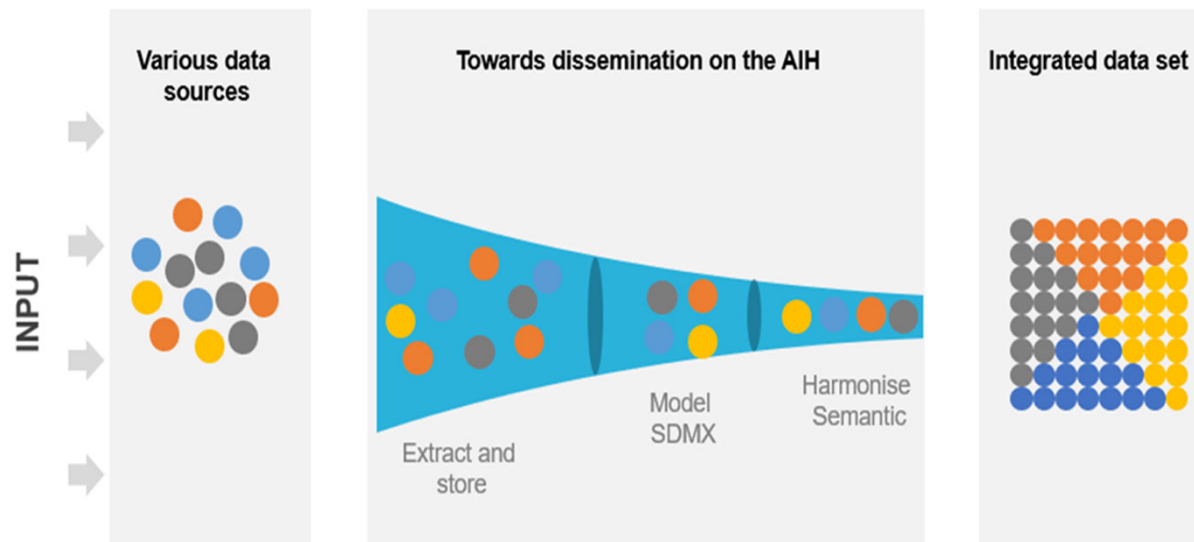 INPUT
Various data
sources
Towards dissemination on the AIH
Extract and
store
Model
SDMX
Harmonise
Semantic
Integrated data set